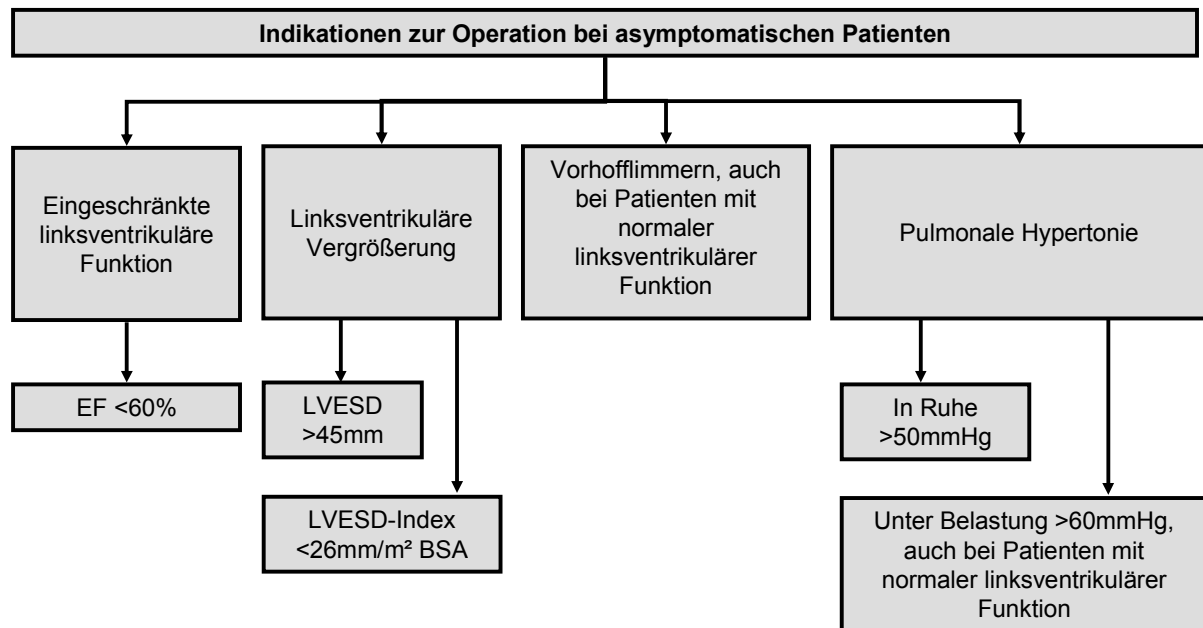 Indikationen zur Operation bei asymptomatischen Patienten
Eingeschränkte
linksventrikuläre
Funktion
Linksventrikuläre
Vergrößerung
Vorhofflimmern, auch
bei Patienten mit
normaler
linksventrikulärer
Funktion
Pulmonale Hypertonie
EF <60%
LVESD
>45mm
In Ruhe
>50mmHg
LVESD-Index
<26mm/m² BSA
Unter Belastung >60mmHg,
auch bei Patienten mit
normaler linksventrikulärer
Funktion